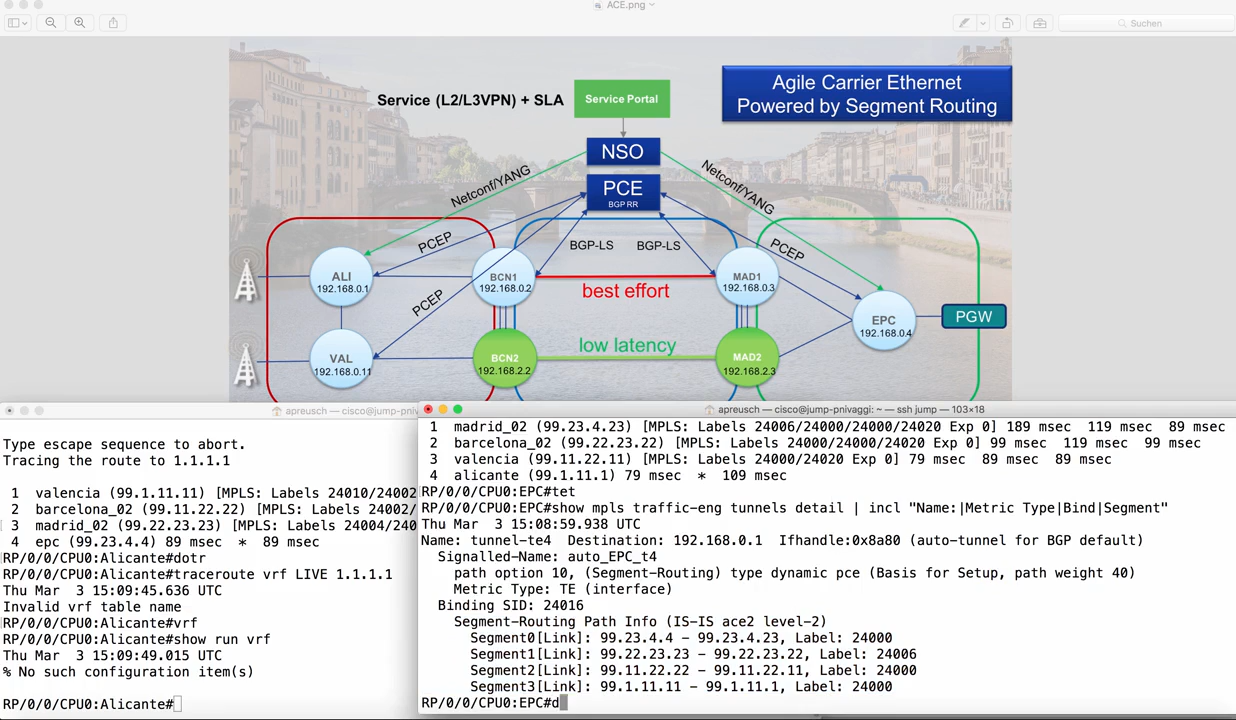 ACE.png
Suchen
Agile Carrier Ethernet
Powered by Segment Routing
Service (L2/L3VPN) + SLA
Service Portal
NSO
PCE
BGP RR
Netconf/YANG
Netconf/YANG
PCEP
PCEP
PCEP
BGP-LS
BGP-LS
ALI
192.168.0.1
BCN1
192.168.0.2
best effort
MAD1
192.168.0.3
EPC
192.168.0.4
PGW
VAL
192.168.0.11
BCN2
192.168.2.2
low latency
MAD2
192.168.2.3
apreusch — cisco@jump-pniv
Type escape sequence to abort.
Tracing the route to 1.1.1.1
1 valencia (99.1.11.11) [MPLS: Labels 24010/24002
2 barcelona_02 (99.11.22.22) [MPLS: Labels 24002/
3 madrid_02 (99.22.23.23) [MPLS: Labels 24004/240
4 epc (99.23.4.4) 89 msec * 89 msec
RP/0/0/CPU0:Alicante#dotr
RP/0/0/CPU0:Alicante#traceroute vrf LIVE 1.1.1.1
Thu Mar 3 15:09:45.636 UTC
Invalid vrf table name
RP/0/0/CPU0:Alicante#vrf
RP/0/0/CPU0:Alicante#show run vrf
Thu Mar 3 15:09:49.015 UTC
% No such configuration item(s)
RP/0/0/CPU0:Alicante#
apreusch — cisco@jump-pnivaggi: ~ — ssh jump — 103×18
1 madrid_02 (99.23.4.23) [MPLS: Labels 24006/24000/24000/24020 Exp 0] 189 msec 119 msec 89 msec
2 barcelona_02 (99.22.23.22) [MPLS: Labels 24000/24000/24020 Exp 0] 99 msec 119 msec 99 msec
3 valencia (99.11.22.11) [MPLS: Labels 24000/24020 Exp 0] 79 msec 89 msec 89 msec
4 alicante (99.1.11.1) 79 msec * 109 msec
RP/0/0/CPU0:EPC#tet
RP/0/0/CPU0:EPC#show mpls traffic-eng tunnels detail | incl "Name:|Metric Type|Bind|Segment"
Thu Mar 3 15:08:59.938 UTC
Name: tunnel-te4 Destination: 192.168.0.1 Ifhandle:0x8a80 (auto-tunnel for BGP default)
Signalled-Name: auto_EPC_t4
path option 10, (Segment-Routing) type dynamic pce (Basis for Setup, path weight 40)
Metric Type: TE (interface)
Binding SID: 24016
Segment-Routing Path Info (IS-IS ace2 level-2)
Segment0[Link]: 99.23.4.4 - 99.23.4.23, Label: 24000
Segment1[Link]: 99.22.23.23 - 99.22.23.22, Label: 24006
Segment2[Link]: 99.11.22.22 - 99.11.22.11, Label: 24000
Segment3[Link]: 99.1.11.11 - 99.1.11.1, Label: 24000
RP/0/0/CPU0:EPC#d